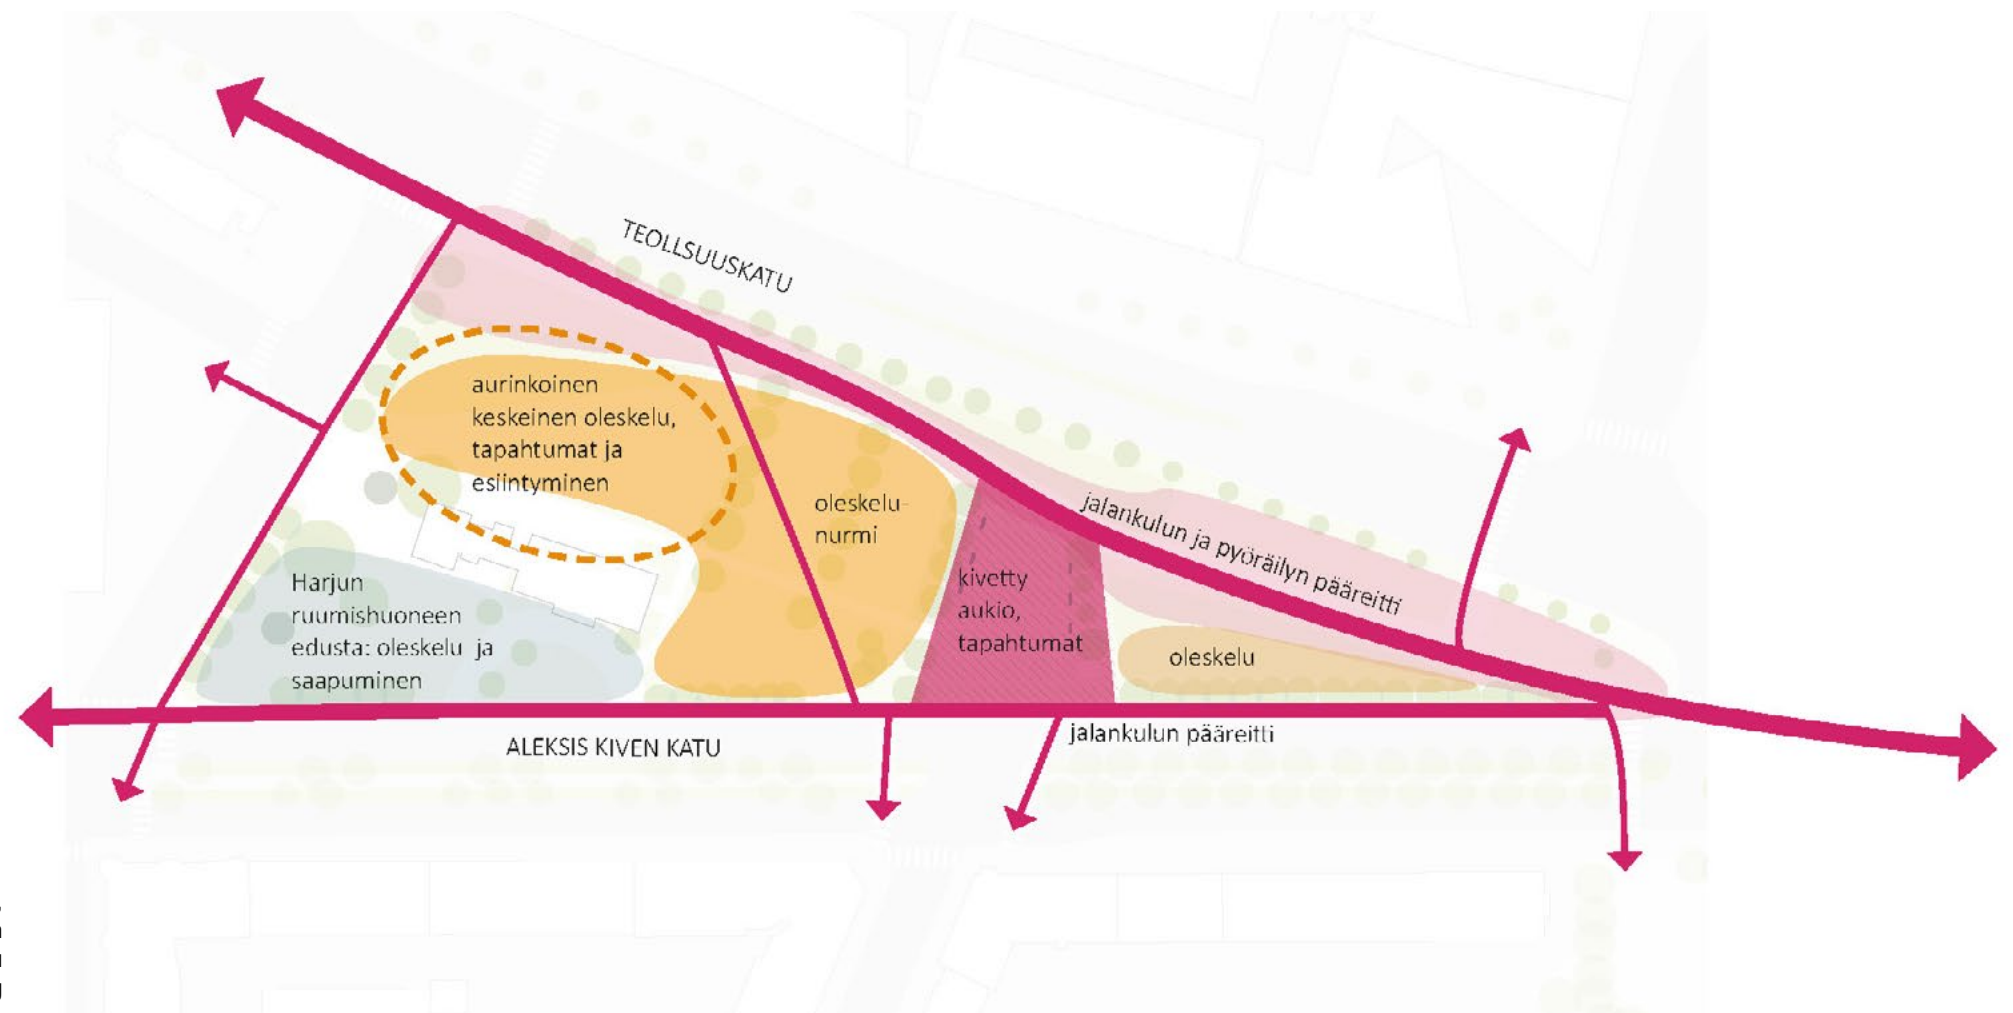 TEOLLSUUSKATU
aurinkoinen
keskeinen oleskelu,
tapahtumat ja
esiintyminen
oleskelu-
nurmi
jalankulun ja pyöräilyn pääreitti
kivetty
aukio,
tapahtumat
Harjun
ruumishuoneen
edusta: oleskelu ja
saapuminen
oleskelu
ALEKSIS KIVEN KATU
jalankulun pääreitti